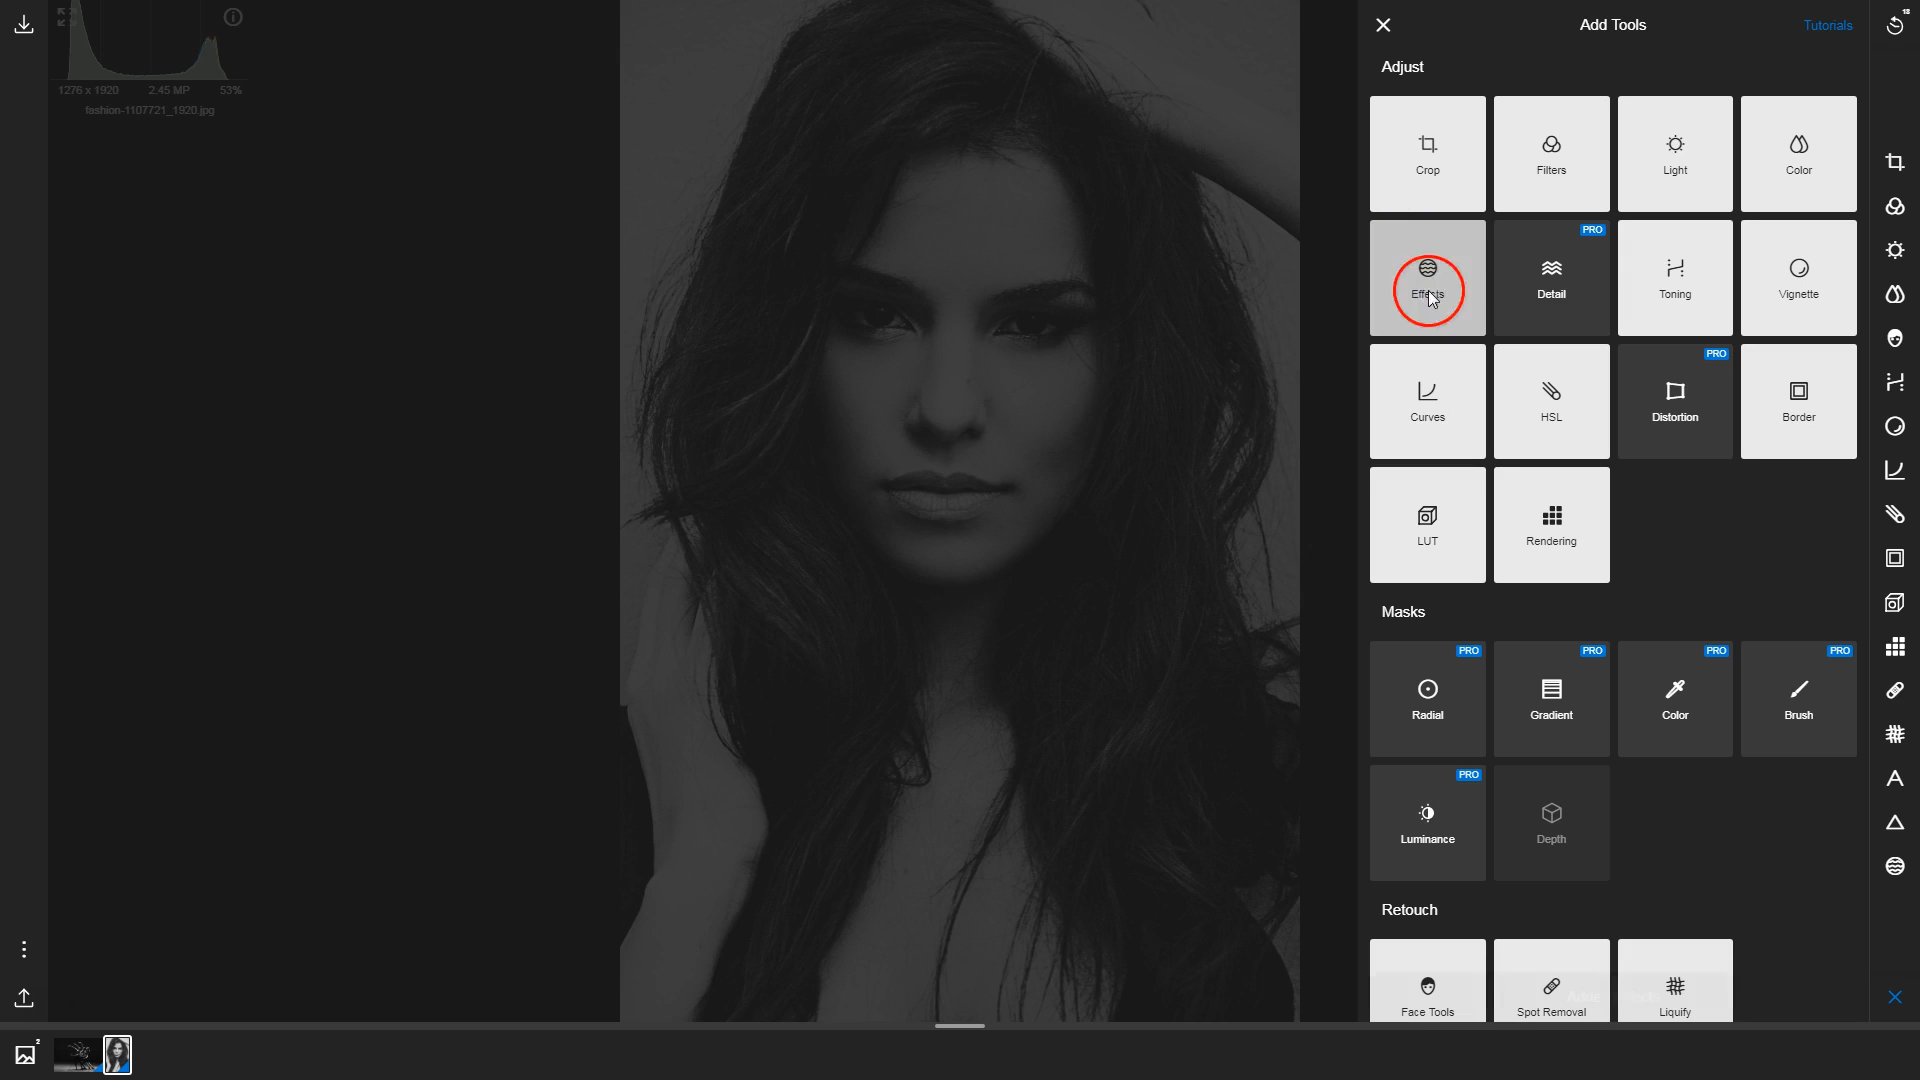 Add Tools
Tutorials
18
1276 x 1920
2.45 MP
53%
fashion-1107721_1920.jpg
Adjust
Crop
Filters
Light
Color
Effects
PRO
Detail
Toning
Vignette
Curves
HSL
PRO
Distortion
Border
LUT
Rendering
Masks
PRO
Radial
PRO
Gradient
PRO
Color
PRO
Brush
PRO
Luminance
Depth
Retouch
Face Tools
Spot Removal
Liquify
2